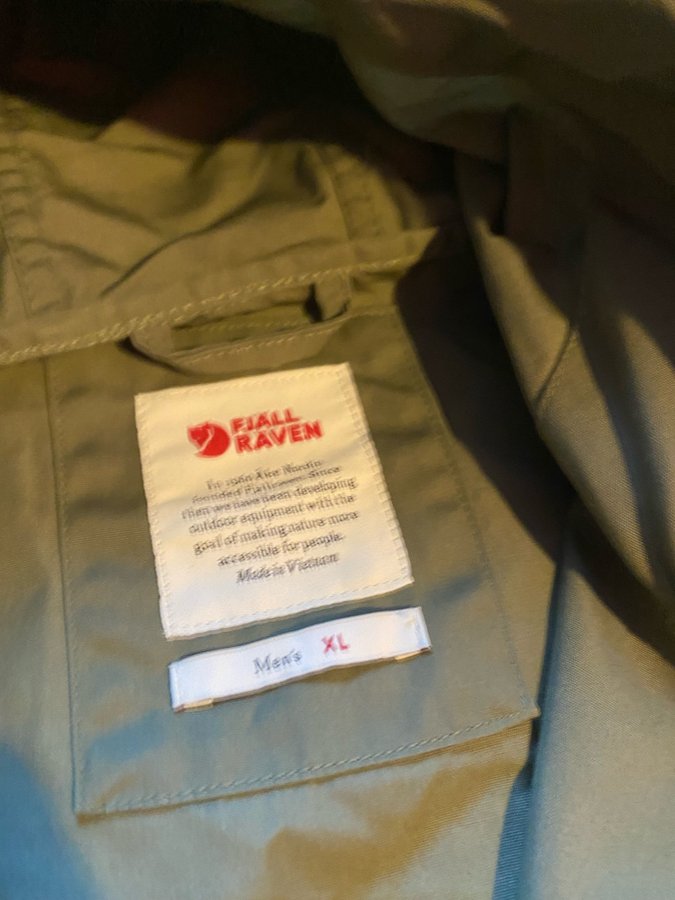 FJÄLL
RÄVEN
In 1960 Åke Nordin
founded Fjällräven. Since
then we have been developing
outdoor equipment with the
goal of making nature more
accessible for people.
Made in Vietnam
Men's XL